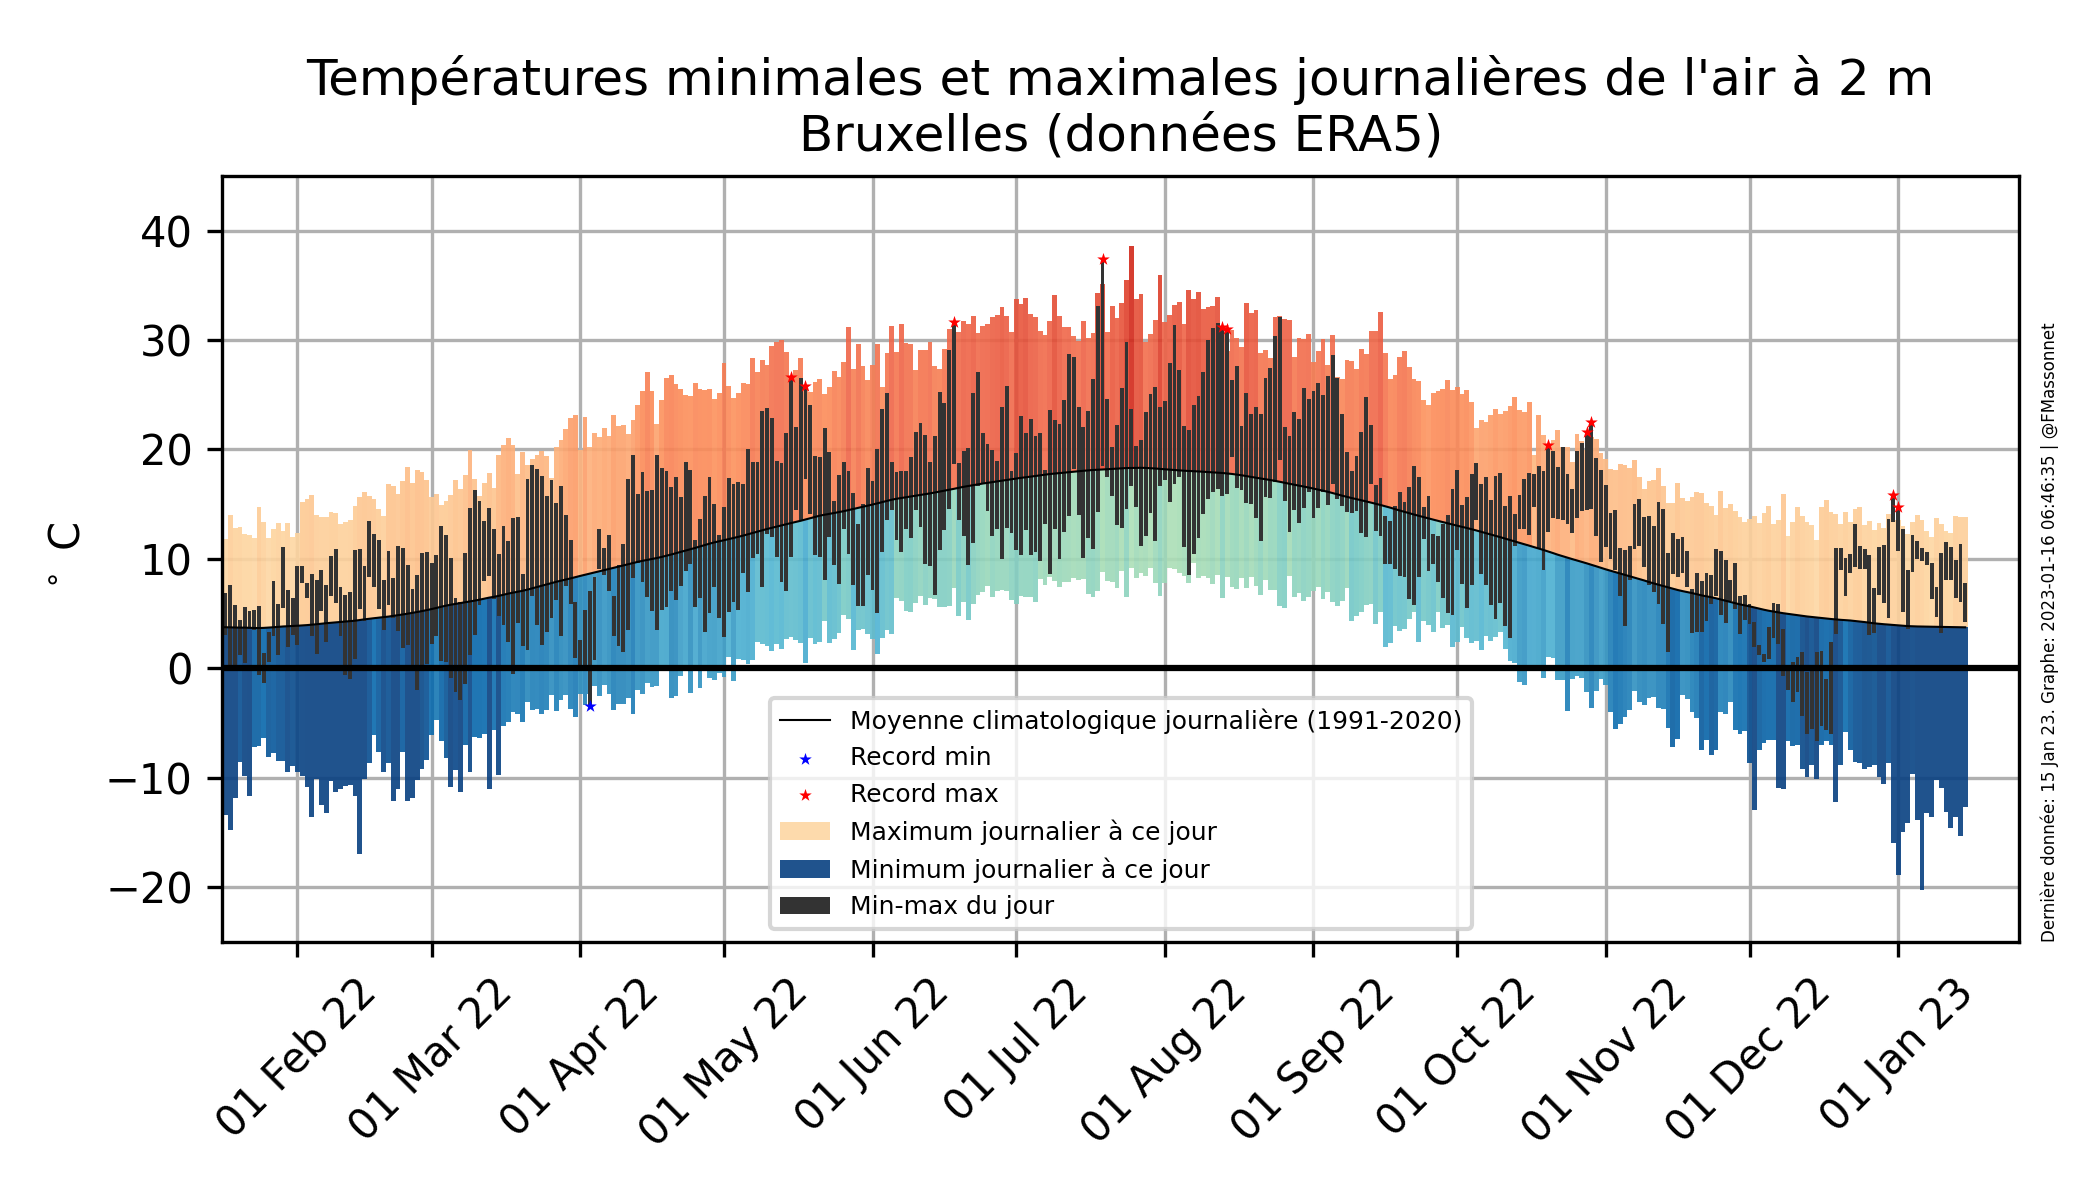 Températures minimales et maximales journalières de l'air à 2 m
Bruxelles (données ERA5)
° C
40
30
20
10
0
−10
−20
Moyenne climatologique journalière (1991-2020)
Record min
Record max
Maximum journalier à ce jour
Minimum journalier à ce jour
Min-max du jour
01 Feb 22
01 Mar 22
01 Apr 22
01 May 22
01 Jun 22
01 Jul 22
01 Aug 22
01 Sep 22
01 Oct 22
01 Nov 22
01 Dec 22
01 Jan 23
Dernière donnée: 15 Jan 23. Graphe: 2023-01-16 06:46:35 | @FMassonnet